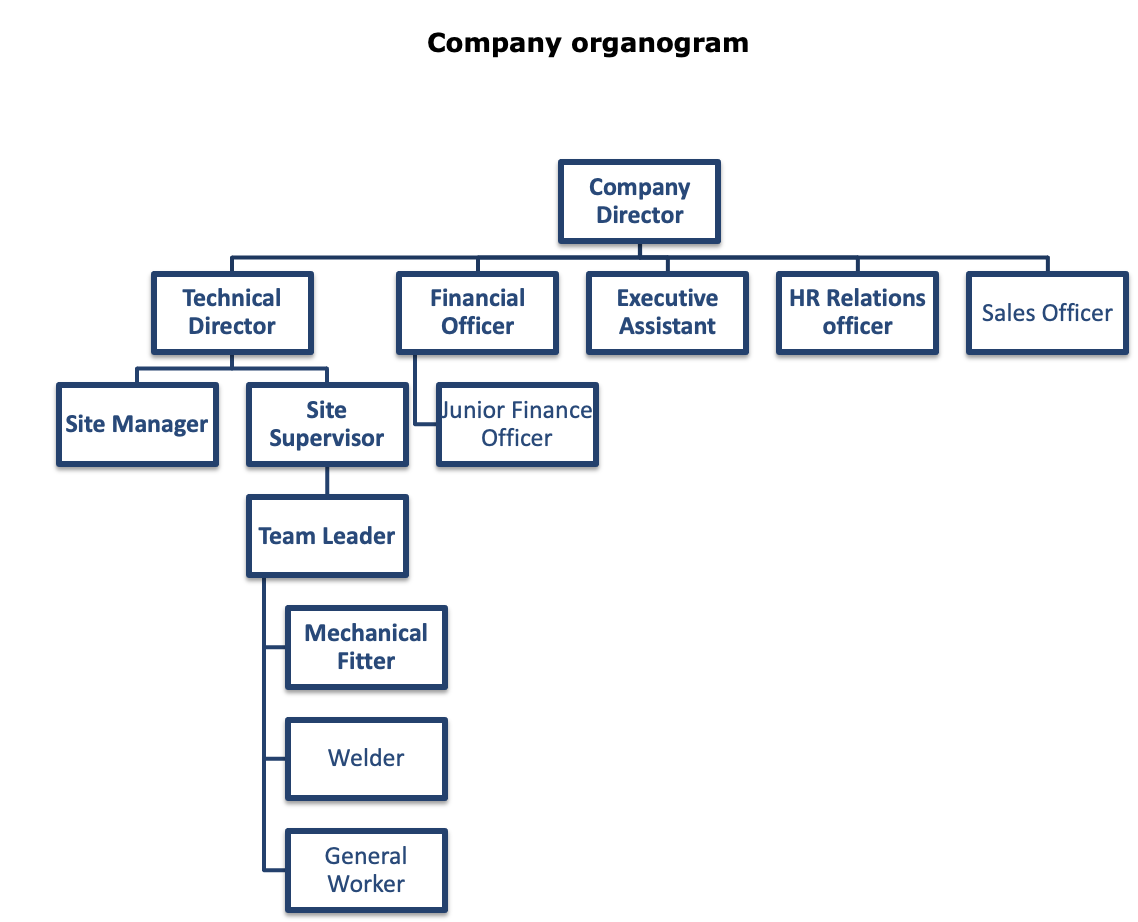 Company organogram
Company
Director
Technical
Director
Financial
Officer
Executive
Assistant
HR Relations
officer
Sales Officer
Site Manager
Site
Supervisor
Junior Finance
Officer
Team Leader
Mechanical
Fitter
Welder
General
Worker